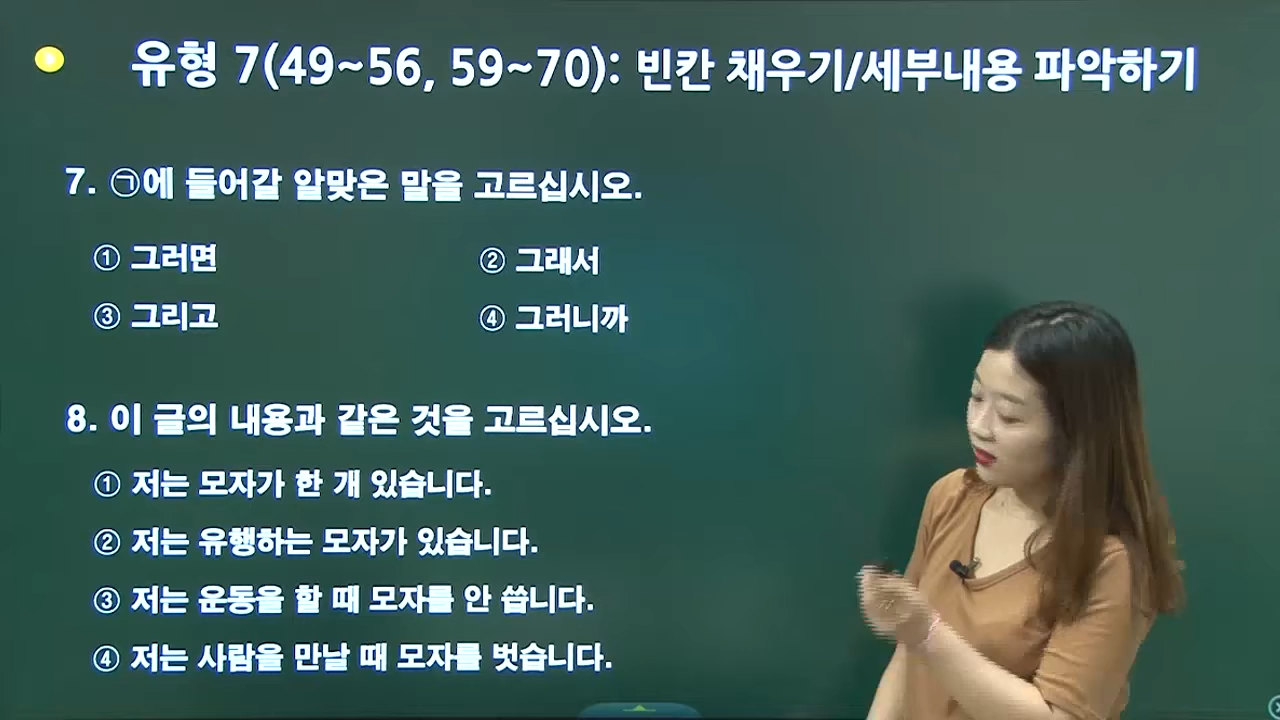 유형 7(49~56, 59~70): 빈칸 채우기/세부내용 파악하기
7. ㉠에 들어갈 알맞은 말을 고르십시오.
① 그러면 ② 그래서
③ 그리고 ④ 그러니까
8. 이 글의 내용과 같은 것을 고르십시오.
① 저는 모자가 한 개 있습니다.
② 저는 유행하는 모자가 있습니다.
③ 저는 운동을 할 때 모자를 안 씁니다.
④ 저는 사람을 만날 때 모자를 벗습니다.